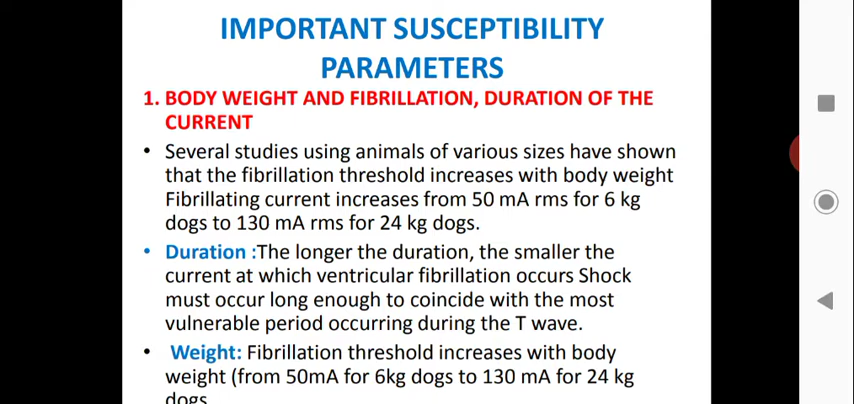 IMPORTANT SUSCEPTIBILITY
PARAMETERS
1. BODY WEIGHT AND FIBRILLATION, DURATION OF THE
CURRENT
• Several studies using animals of various sizes have shown
that the fibrillation threshold increases with body weight
Fibrillating current increases from 50 mA rms for 6 kg
dogs to 130 mA rms for 24 kg dogs.
• Duration :The longer the duration, the smaller the
current at which ventricular fibrillation occurs Shock
must occur long enough to coincide with the most
vulnerable period occurring during the T wave.
• Weight: Fibrillation threshold increases with body
weight (from 50mA for 6kg dogs to 130 mA for 24 kg
dogs